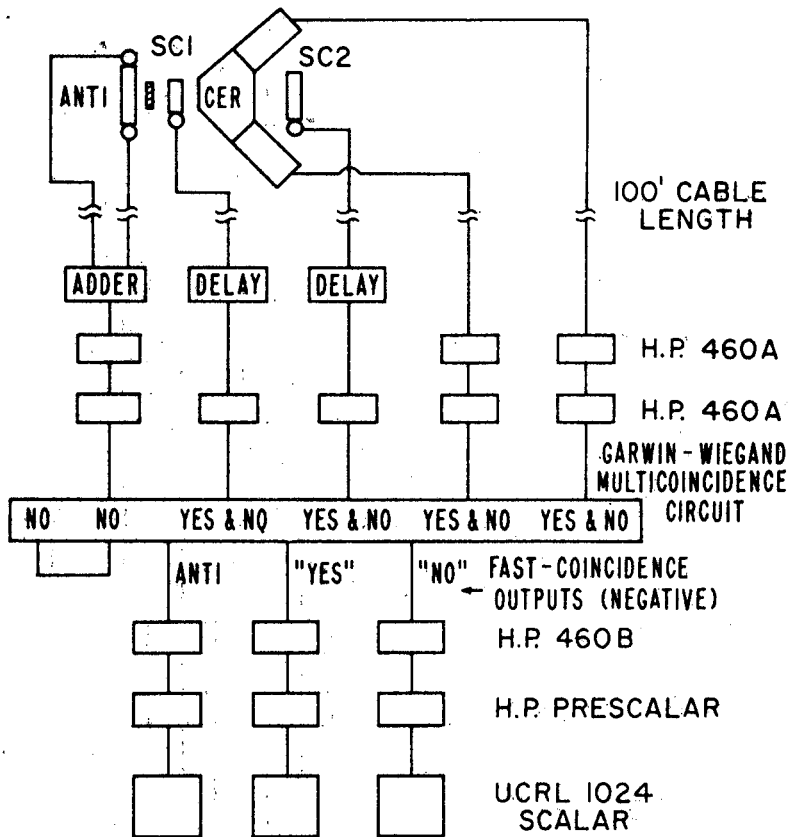 SC1
SC2
ANTI
CER
100' CABLE
LENGTH
ADDER
DELAY
DELAY
H.P. 460A
H.P. 460A
GARWIN-WIEGAND
MULTICOINCIDENCE
CIRCUIT
NO
NO
YES & NO
YES & NO
YES & NO
YES & NO
ANTI
"YES"
"NO"
FAST-COINCIDENCE
OUTPUTS (NEGATIVE)
H.P. 460B
H.P. PRESCALAR
UCRL 1024
SCALAR